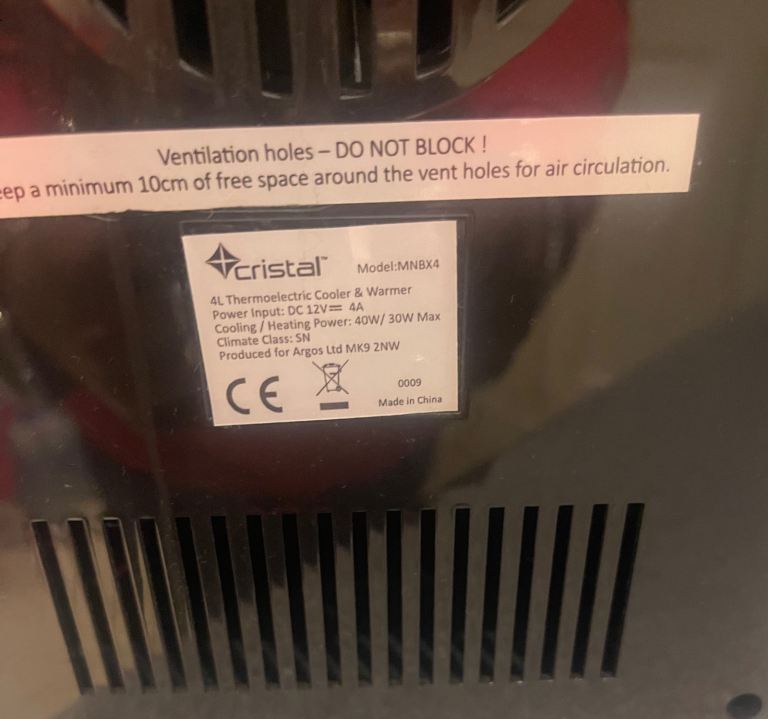 Ventilation holes – DO NOT BLOCK !
eep a minimum 10cm of free space around the vent holes for air circulation.
cristal™
Model:MNBX4
4L Thermoelectric Cooler & Warmer
Power Input: DC 12V⎓ 4A
Cooling / Heating Power: 40W/ 30W Max
Climate Class: SN
Produced for Argos Ltd MK9 2NW
CE
0009
Made in China